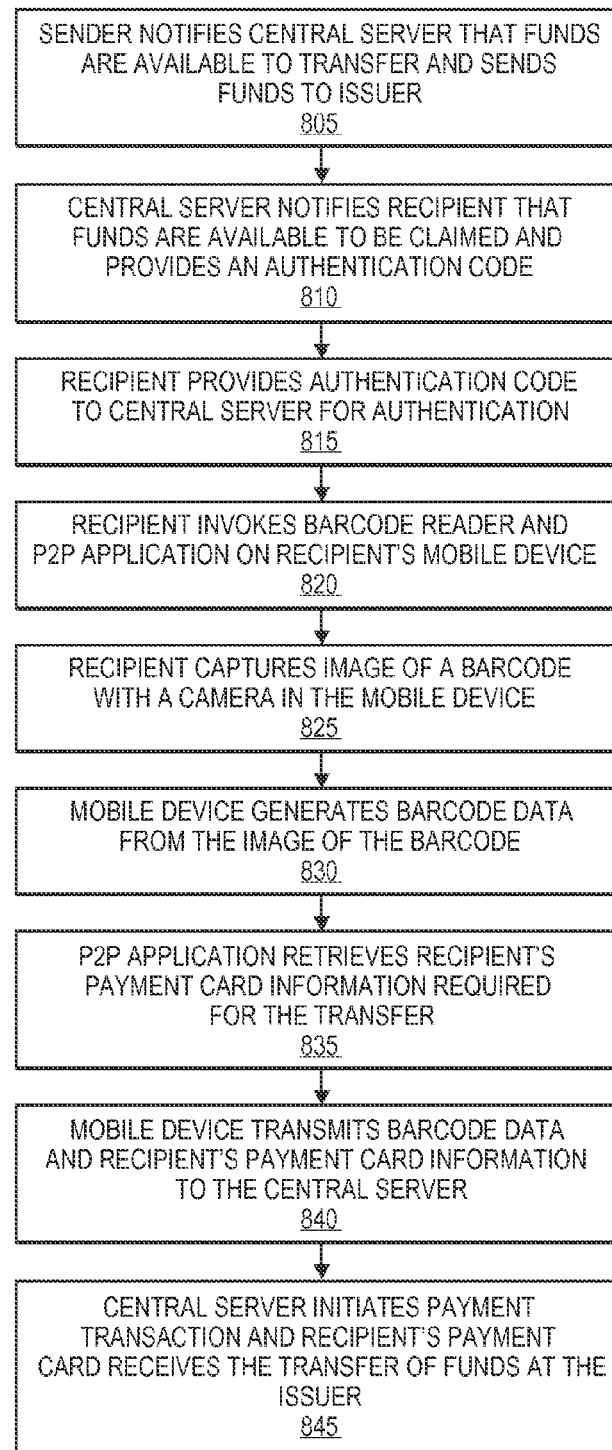 SENDER NOTIFIES CENTRAL SERVER THAT FUNDS
ARE AVAILABLE TO TRANSFER AND SENDS
FUNDS TO ISSUER
805
CENTRAL SERVER NOTIFIES RECIPIENT THAT
FUNDS ARE AVAILABLE TO BE CLAIMED AND
PROVIDES AN AUTHENTICATION CODE
810
RECIPIENT PROVIDES AUTHENTICATION CODE
TO CENTRAL SERVER FOR AUTHENTICATION
815
RECIPIENT INVOKES BARCODE READER AND
P2P APPLICATION ON RECIPIENT'S MOBILE DEVICE
820
RECIPIENT CAPTURES IMAGE OF A BARCODE
WITH A CAMERA IN THE MOBILE DEVICE
825
MOBILE DEVICE GENERATES BARCODE DATA
FROM THE IMAGE OF THE BARCODE
830
P2P APPLICATION RETRIEVES RECIPIENT'S
PAYMENT CARD INFORMATION REQUIRED
FOR THE TRANSFER
835
MOBILE DEVICE TRANSMITS BARCODE DATA
AND RECIPIENT'S PAYMENT CARD INFORMATION
TO THE CENTRAL SERVER
840
CENTRAL SERVER INITIATES PAYMENT
TRANSACTION AND RECIPIENT'S PAYMENT
CARD RECEIVES THE TRANSFER OF FUNDS AT THE
ISSUER
845